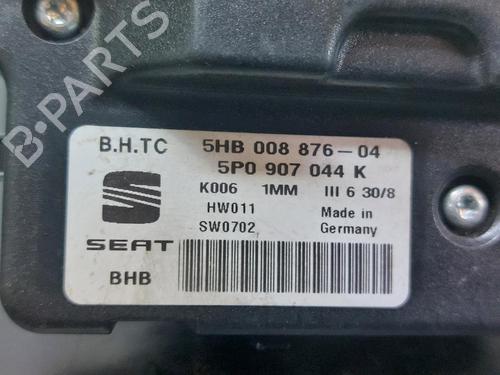 B-PARTS
B.H.TC 5HB 008 876-04
5P0 907 044 K
K006 1MM III 6 30/8
HW011 Made in
SW0702 Germany
SEAT
BHB